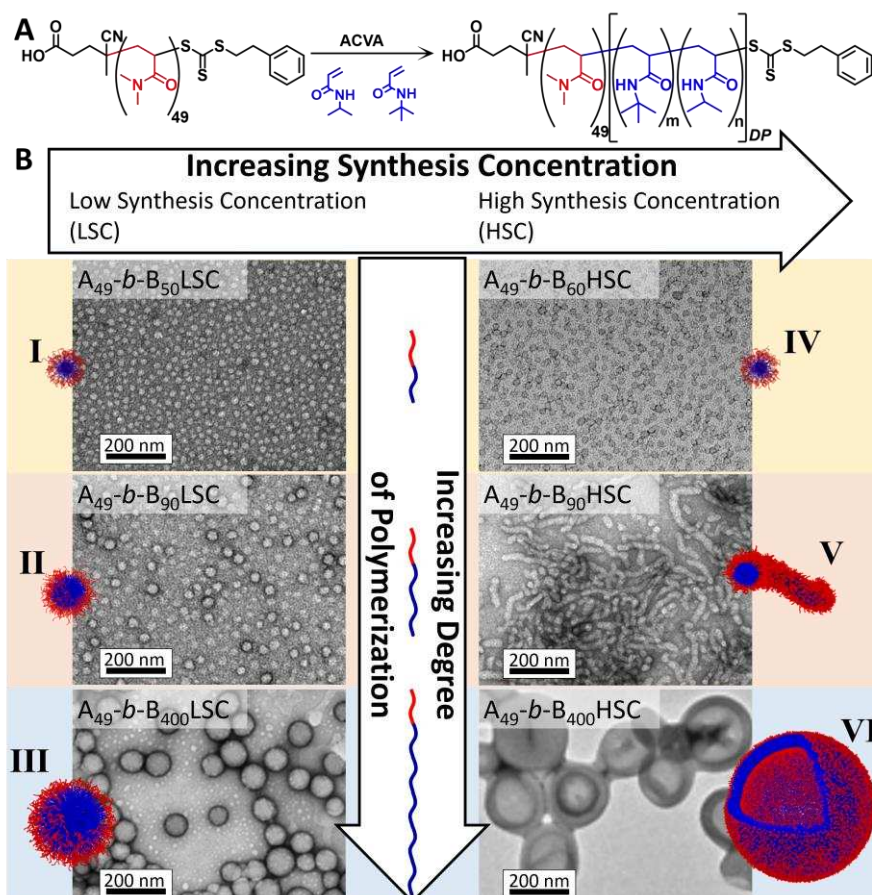 A
HO
O
CN
S
S
S
N
O
49
ACVA
O
NH
O
NH
HO
O
CN
N
O
49
HN
O
m
HN
O
n
DP
S
S
S
B
Increasing Synthesis Concentration
Low Synthesis Concentration
(LSC)
High Synthesis Concentration
(HSC)
A₄₉-b-B₅₀LSC
I
200 nm
A₄₉-b-B₆₀HSC
IV
200 nm
A₄₉-b-B₉₀LSC
II
200 nm
A₄₉-b-B₉₀HSC
V
200 nm
A₄₉-b-B₄₀₀LSC
III
200 nm
A₄₉-b-B₄₀₀HSC
VI
200 nm
Increasing Degree
of Polymerization